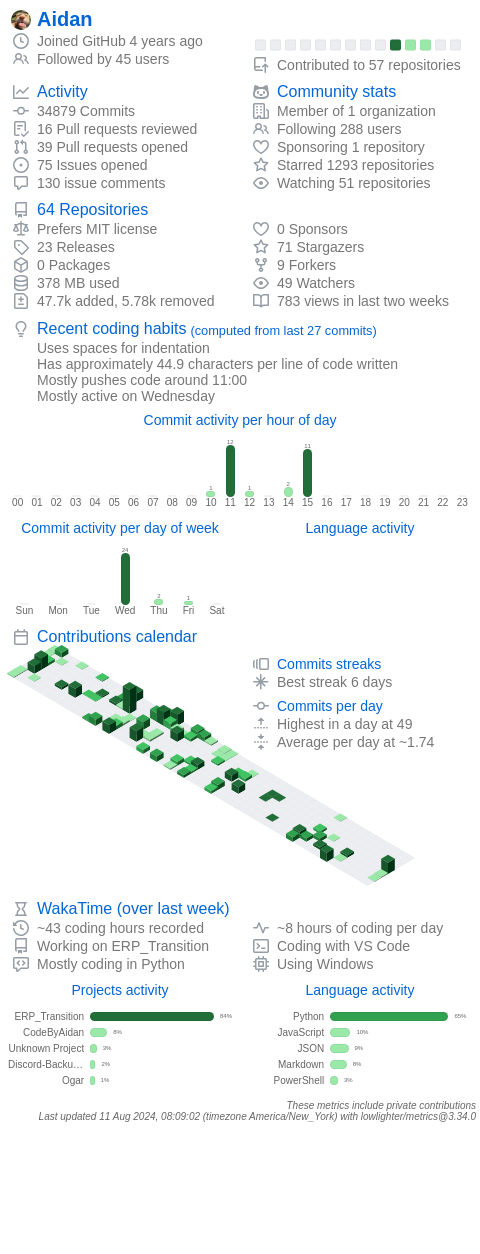 Aidan
Joined GitHub 4 years ago
Followed by 45 users
Contributed to 57 repositories
Activity
34879 Commits
16 Pull requests reviewed
39 Pull requests opened
75 Issues opened
130 issue comments
Community stats
Member of 1 organization
Following 288 users
Sponsoring 1 repository
Starred 1293 repositories
Watching 51 repositories
64 Repositories
Prefers MIT license
23 Releases
0 Packages
378 MB used
47.7k added, 5.78k removed
0 Sponsors
71 Stargazers
9 Forkers
49 Watchers
783 views in last two weeks
Recent coding habits (computed from last 27 commits)
Uses spaces for indentation
Has approximately 44.9 characters per line of code written
Mostly pushes code around 11:00
Mostly active on Wednesday
Commit activity per hour of day
1 12 1 2 11
00 01 02 03 04 05 06 07 08 09 10 11 12 13 14 15 16 17 18 19 20 21 22 23
Commit activity per day of week
24 2 1
Sun Mon Tue Wed Thu Fri Sat
Language activity
Contributions calendar
Commits streaks
Best streak 6 days
Commits per day
Highest in a day at 49
Average per day at ~1.74
WakaTime (over last week)
~43 coding hours recorded
Working on ERP_Transition
Mostly coding in Python
~8 hours of coding per day
Coding with VS Code
Using Windows
Projects activity
ERP_Transition 84%
CodeByAidan 8%
Unknown Project 3%
Discord-Backu... 2%
Ogar 1%
Language activity
Python 65%
JavaScript 10%
JSON 9%
Markdown 8%
PowerShell 3%
These metrics include private contributions
Last updated 11 Aug 2024, 08:09:02 (timezone America/New_York) with lowlighter/metrics@3.34.0